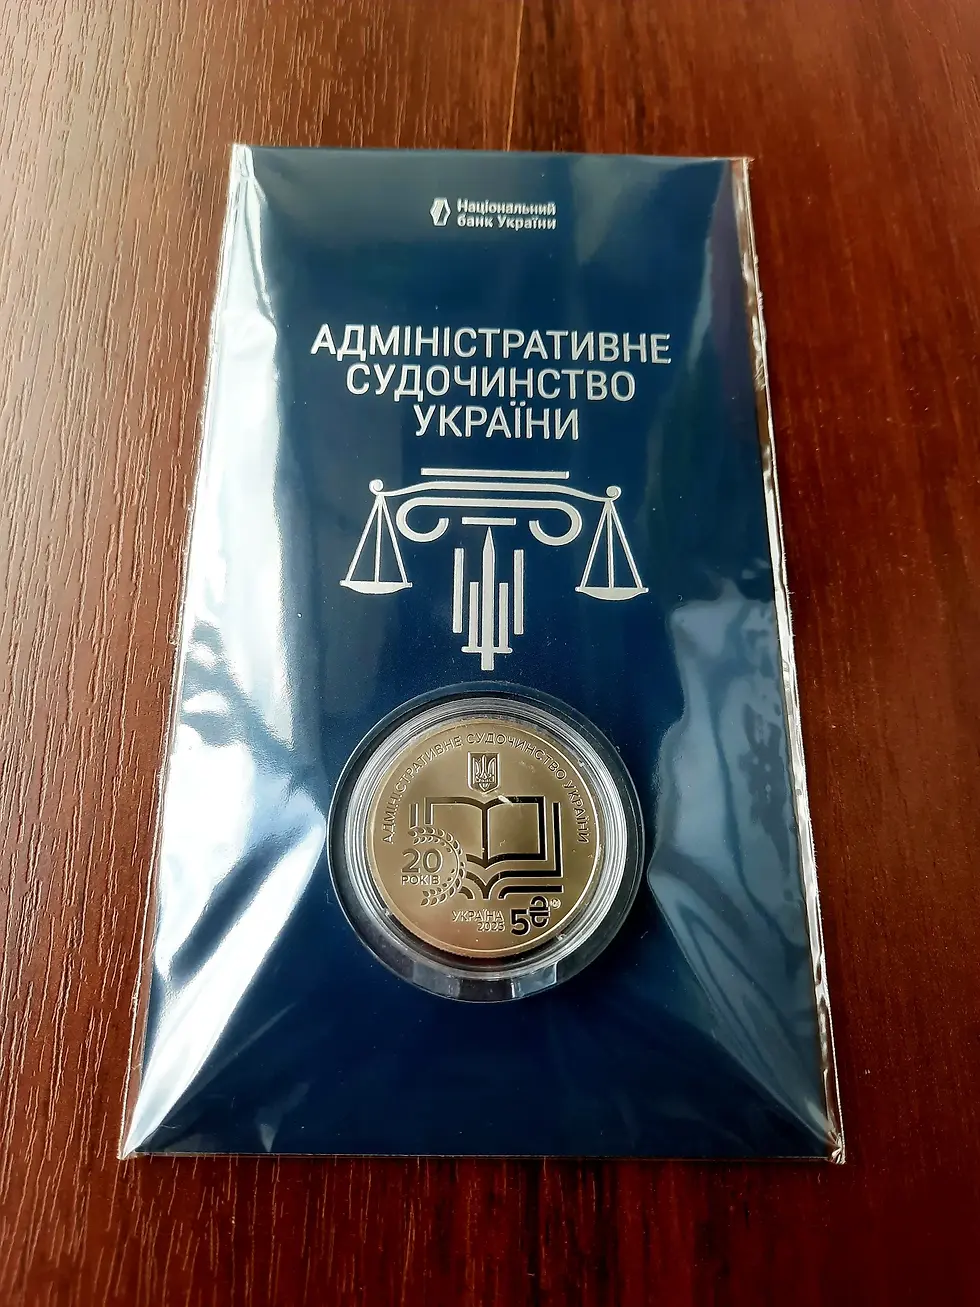 Національний
банк України
АДМІНІСТРАТИВНЕ
СУДОЧИНСТВО
УКРАЇНИ
АДМІНІСТРАТИВНЕ СУДОЧИНСТВО УКРАЇНИ
20
РОКІВ
УКРАЇНА
2025
5₴